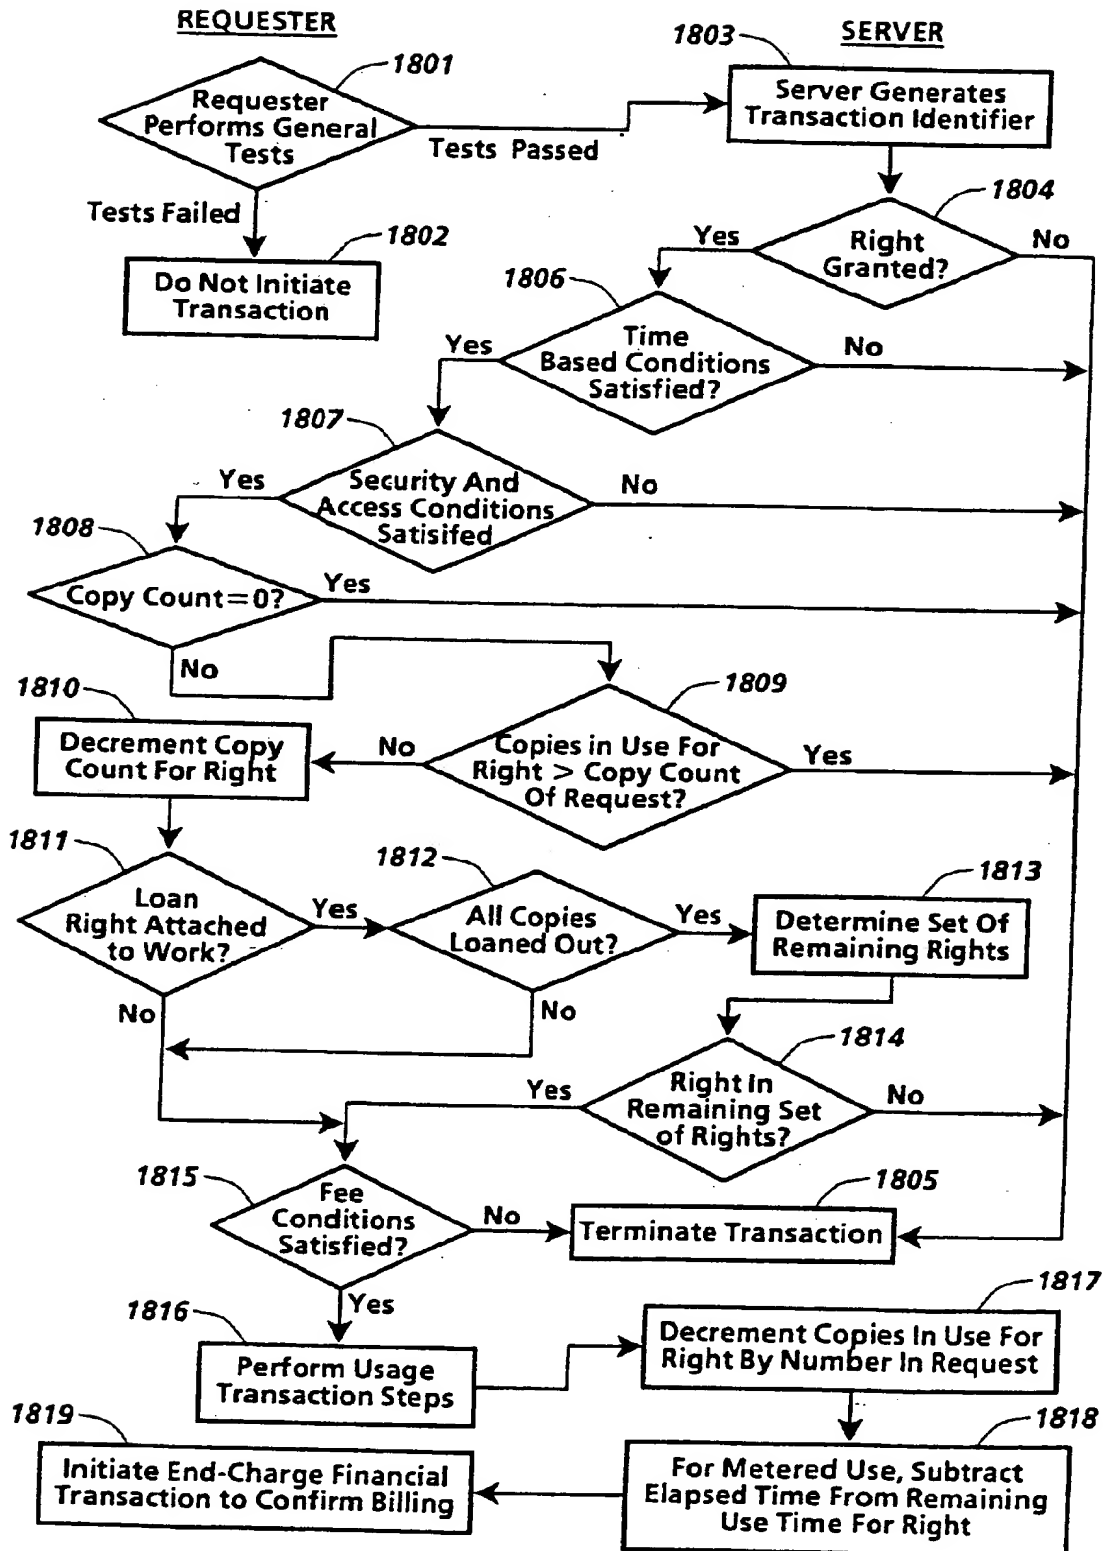 REQUESTER
SERVER
1801
1803
Requester
Performs General
Tests
Server Generates
Transaction Identifier
Tests Passed
Tests Failed
1802
1804
Do Not Initiate
Transaction
Right
Granted?
Yes
No
1806
Time
Based Conditions
Satisfied?
Yes
No
1807
Security And
Access Conditions
Satisifed
Yes
No
1808
Copy Count=0?
Yes
No
1809
Copies in Use For
Right > Copy Count
Of Request?
No
Yes
1810
Decrement Copy
Count For Right
1811
Loan
Right Attached
to Work?
Yes
No
1812
All Copies
Loaned Out?
Yes
No
1813
Determine Set Of
Remaining Rights
1814
Right In
Remaining Set
of Rights?
Yes
No
1815
Fee
Conditions
Satisfied?
No
Yes
1805
Terminate Transaction
1816
Perform Usage
Transaction Steps
1817
Decrement Copies In Use For
Right By Number In Request
1818
For Metered Use, Subtract
Elapsed Time From Remaining
Use Time For Right
1819
Initiate End-Charge Financial
Transaction to Confirm Billing